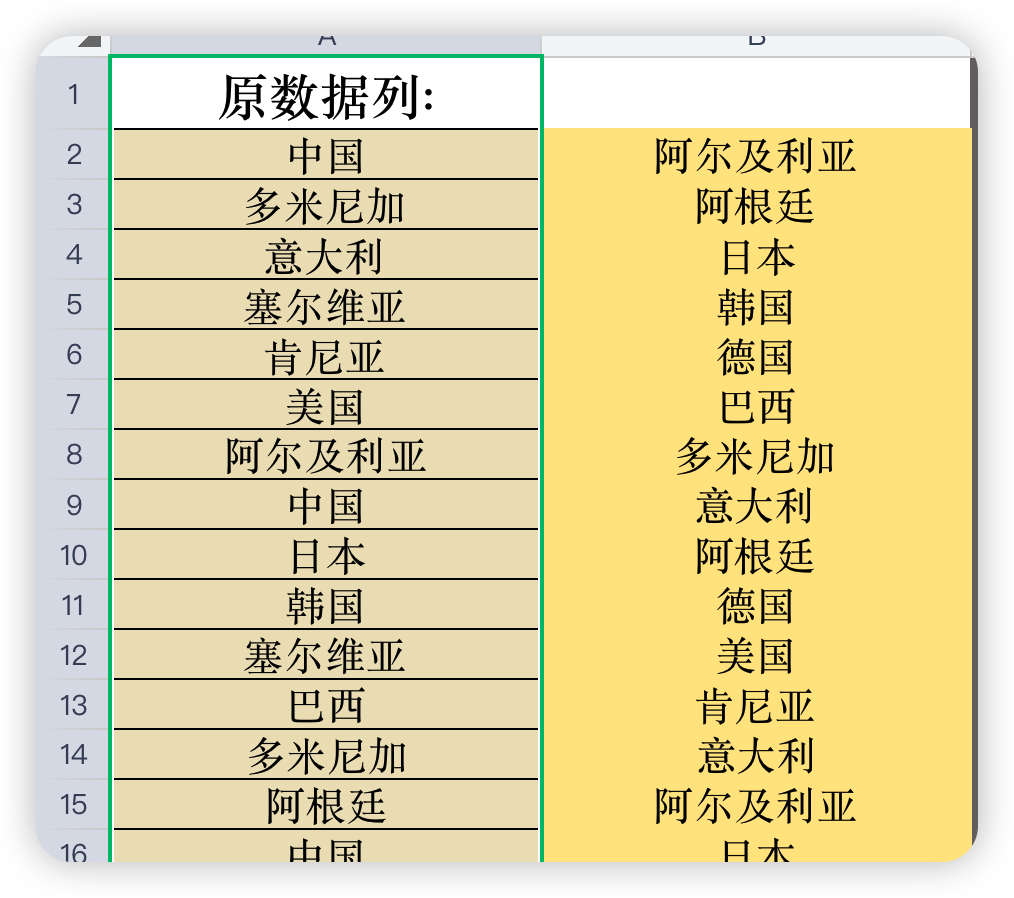 A B
1 原数据列:
2 中国 阿尔及利亚
3 多米尼加 阿根廷
4 意大利 日本
5 塞尔维亚 韩国
6 肯尼亚 德国
7 美国 巴西
8 阿尔及利亚 多米尼加
9 中国 意大利
10 日本 阿根廷
11 韩国 德国
12 塞尔维亚 美国
13 巴西 肯尼亚
14 多米尼加 意大利
15 阿根廷 阿尔及利亚
16 中国 日本